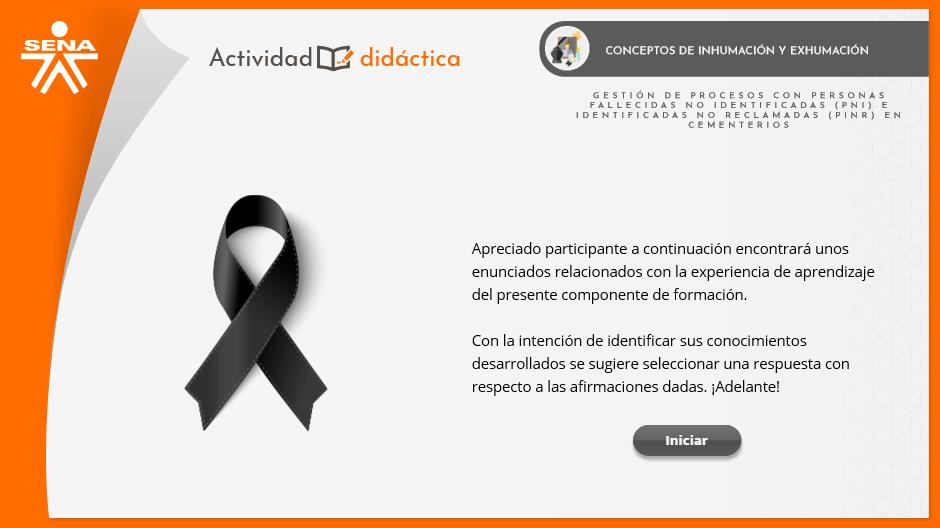 SENA
Actividad didáctica
CONCEPTOS DE INHUMACIÓN Y EXHUMACIÓN
GESTIÓN DE PROCESOS CON PERSONAS
FALLECIDAS NO IDENTIFICADAS (PNI) E
IDENTIFICADAS NO RECLAMADAS (PINR) EN
CEMENTERIOS
Apreciado participante a continuación encontrará unos
enunciados relacionados con la experiencia de aprendizaje
del presente componente de formación.
Con la intención de identificar sus conocimientos
desarrollados se sugiere seleccionar una respuesta con
respecto a las afirmaciones dadas. ¡Adelante!
Iniciar